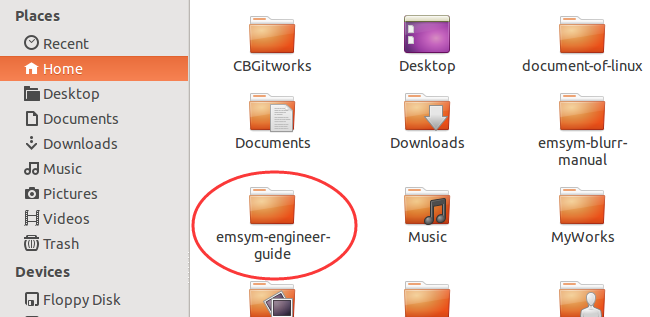 Places
Recent
Home
Desktop
Documents
Downloads
Music
Pictures
Videos
Trash
Devices
Floppy Disk
CBGitworks
Desktop
document-of-linux
Documents
Downloads
emsym-blurr-
manual
emsym-engineer-
guide
Music
MyWorks